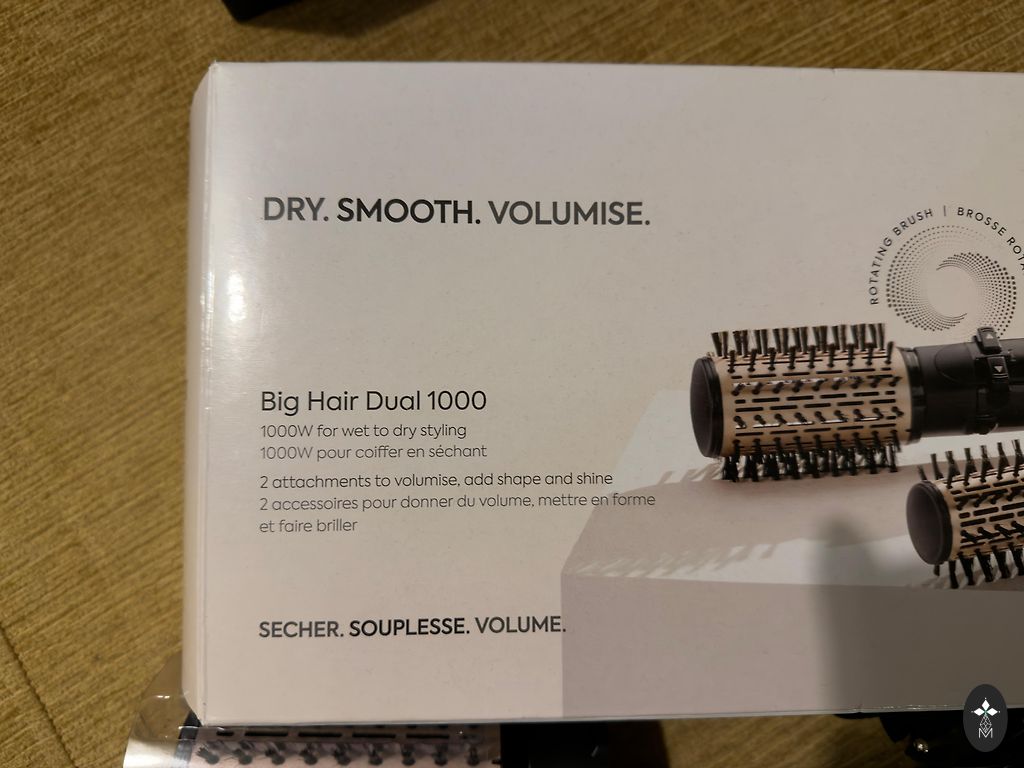 DRY. SMOOTH. VOLUMISE.
ROTATING BRUSH | BROSSE
Big Hair Dual 1000
1000W for wet to dry styling
1000W pour coiffer en séchant
2 attachments to volumise, add shape and shine
2 accessoires pour donner du volume, mettre en forme
et faire briller
SECHER. SOUPLESSE. VOLUME.
M